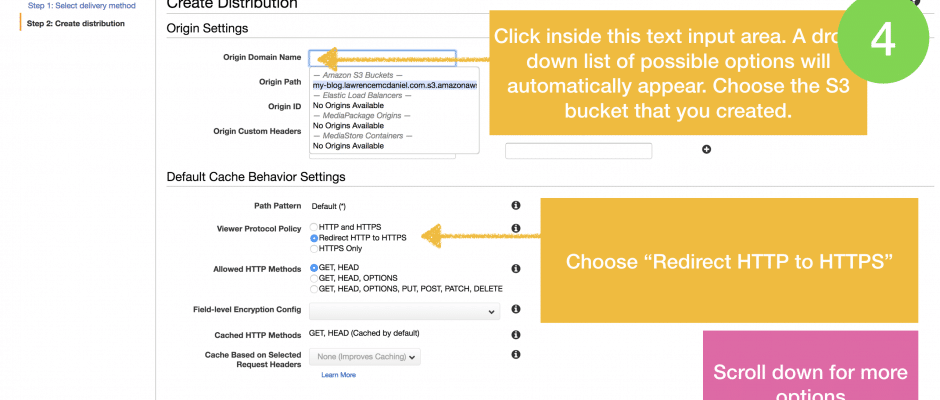 Step 1: Select delivery method
Step 2: Create distribution
Create Distribution
Origin Settings
Origin Domain Name
— Amazon S3 Buckets —
my-blog.lawrencemcdaniel.com.s3.amazonaws
— Elastic Load Balancers —
No Origins Available
— MediaPackage Origins —
No Origins Available
— MediaStore Containers —
No Origins Available
Origin Path
Origin ID
Origin Custom Headers
Click inside this text input area. A
down list of possible options will
automatically appear. Choose the S3
bucket that you created.
4
Default Cache Behavior Settings
Path Pattern Default (*)
Viewer Protocol Policy HTTP and HTTPS
Redirect HTTP to HTTPS
HTTPS Only
Choose “Redirect HTTP to HTTPS”
Allowed HTTP Methods GET, HEAD
GET, HEAD, OPTIONS
GET, HEAD, OPTIONS, PUT, POST, PATCH, DELETE
Field-level Encryption Config
Cached HTTP Methods GET, HEAD (Cached by default)
Cache Based on Selected
Request Headers
None (Improves Caching)
Learn More
Scroll down for more
options